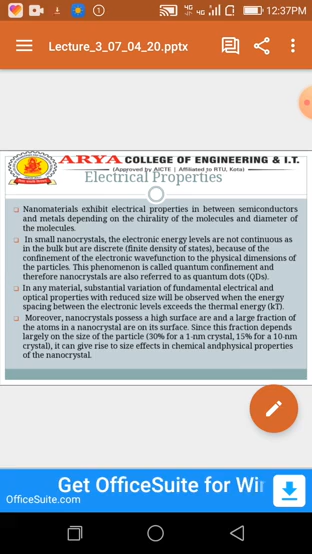 12:37PM
Lecture_3_07_04_20.pptx
ARYA COLLEGE OF ENGINEERING & I.T.
(Approved by AICTE | Affiliated to RTU, Kota)
Electrical Properties
Nanomaterials exhibit electrical properties in between semiconductors
and metals depending on the chirality of the molecules and diameter of
the molecules.
In small nanocrystals, the electronic energy levels are not continuous as
in the bulk but are discrete (finite density of states), because of the
confinement of the electronic wavefunction to the physical dimensions of
the particles. This phenomenon is called quantum confinement and
therefore nanocrystals are also referred to as quantum dots (QDs).
In any material, substantial variation of fundamental electrical and
optical properties with reduced size will be observed when the energy
spacing between the electronic levels exceeds the thermal energy (kT).
Moreover, nanocrystals possess a high surface are and a large fraction of
the atoms in a nanocrystal are on its surface. Since this fraction depends
largely on the size of the particle (30% for a 1-nm crystal, 15% for a 10-nm
crystal), it can give rise to size effects in chemical andphysical properties
of the nanocrystal.
Get OfficeSuite for Wi
OfficeSuite.com